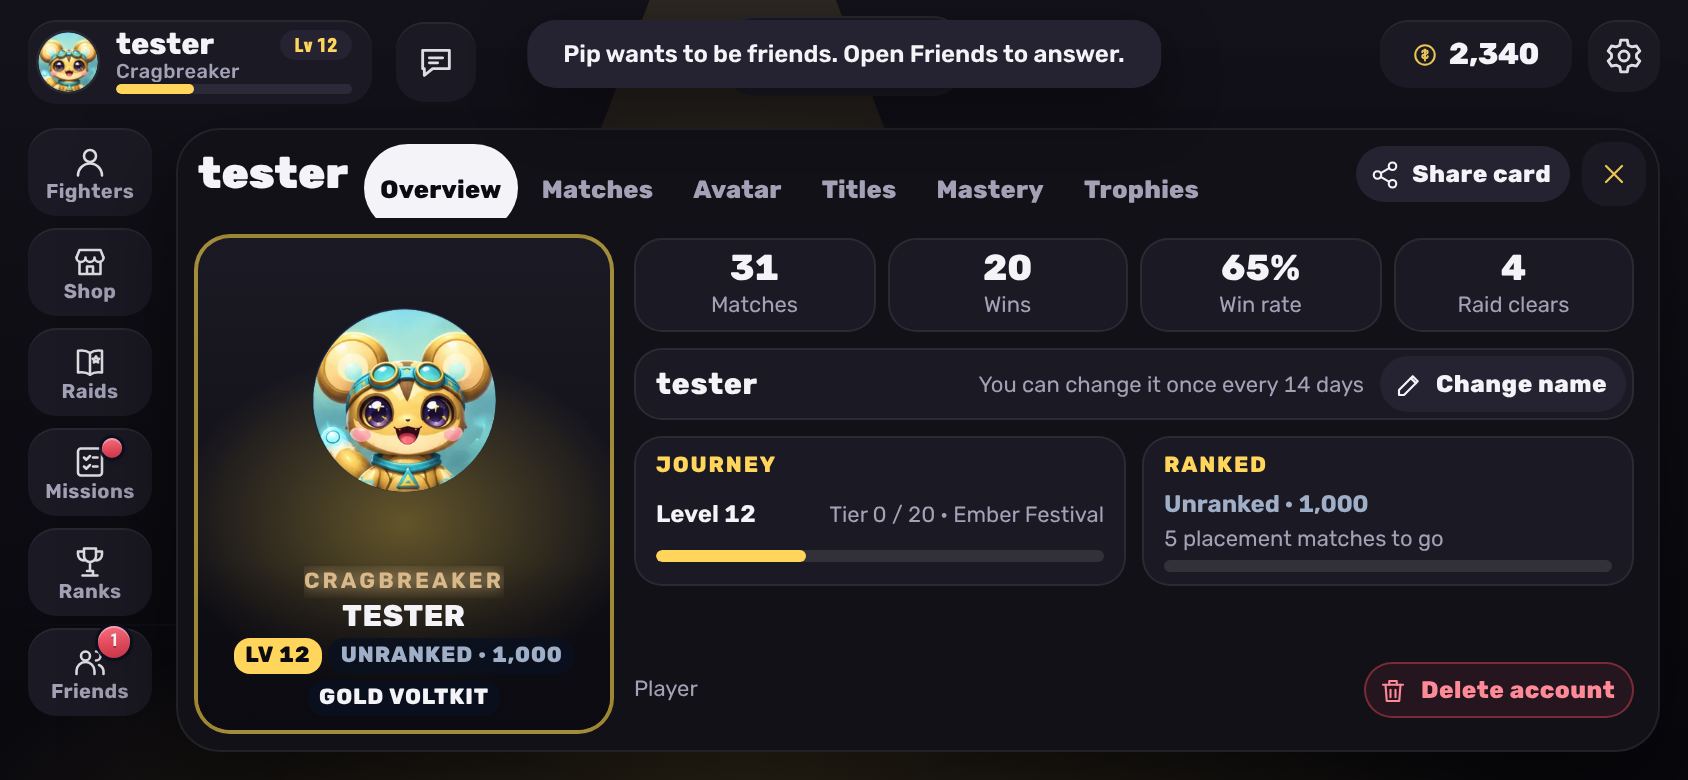 tester
Lv 12
Cragbreaker
Pip wants to be friends. Open Friends to answer.
2,340
Fighters
Shop
Raids
Missions
Ranks
1
Friends
tester
Overview
Matches
Avatar
Titles
Mastery
Trophies
Share card
CRAGBREAKER
TESTER
LV 12
UNRANKED • 1,000
GOLD VOLTKIT
31
Matches
20
Wins
65%
Win rate
4
Raid clears
tester
You can change it once every 14 days
Change name
JOURNEY
Level 12
Tier 0 / 20 • Ember Festival
RANKED
Unranked • 1,000
5 placement matches to go
Player
Delete account